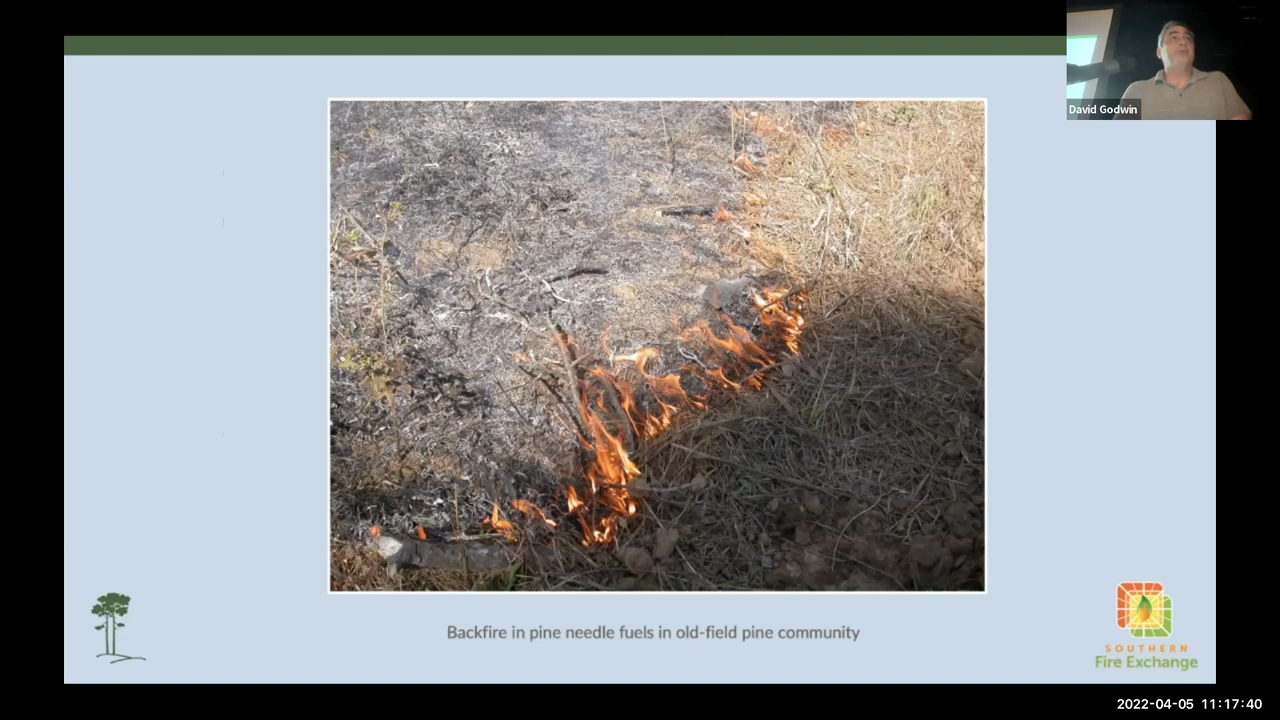 David Godwin
Backfire in pine needle fuels in old-field pine community
SOUTHERN
Fire Exchange
2022-04-05 11:17:40